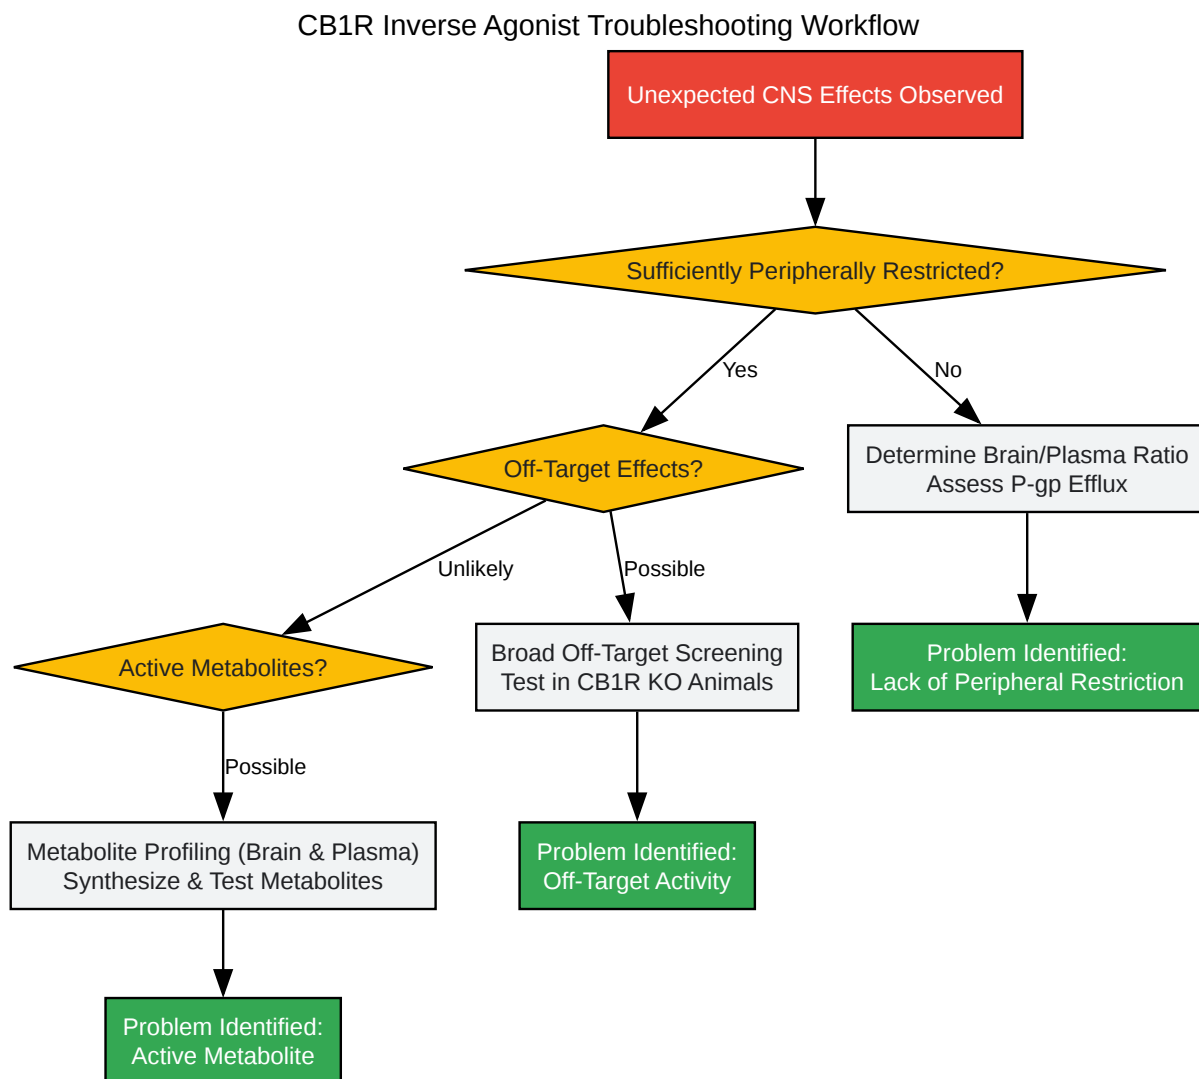 CB1R Inverse Agonist Troubleshooting Workflow
Unexpected CNS Effects Observed
Sufficiently Peripherally Restricted?
Yes
No
Off-Target Effects?
Determine Brain/Plasma Ratio
Assess P-gp Efflux
Unlikely
Possible
Active Metabolites?
Broad Off-Target Screening
Test in CB1R KO Animals
Problem Identified:
Lack of Peripheral Restriction
Possible
Metabolite Profiling (Brain & Plasma)
Synthesize & Test Metabolites
Problem Identified:
Off-Target Activity
Problem Identified:
Active Metabolite